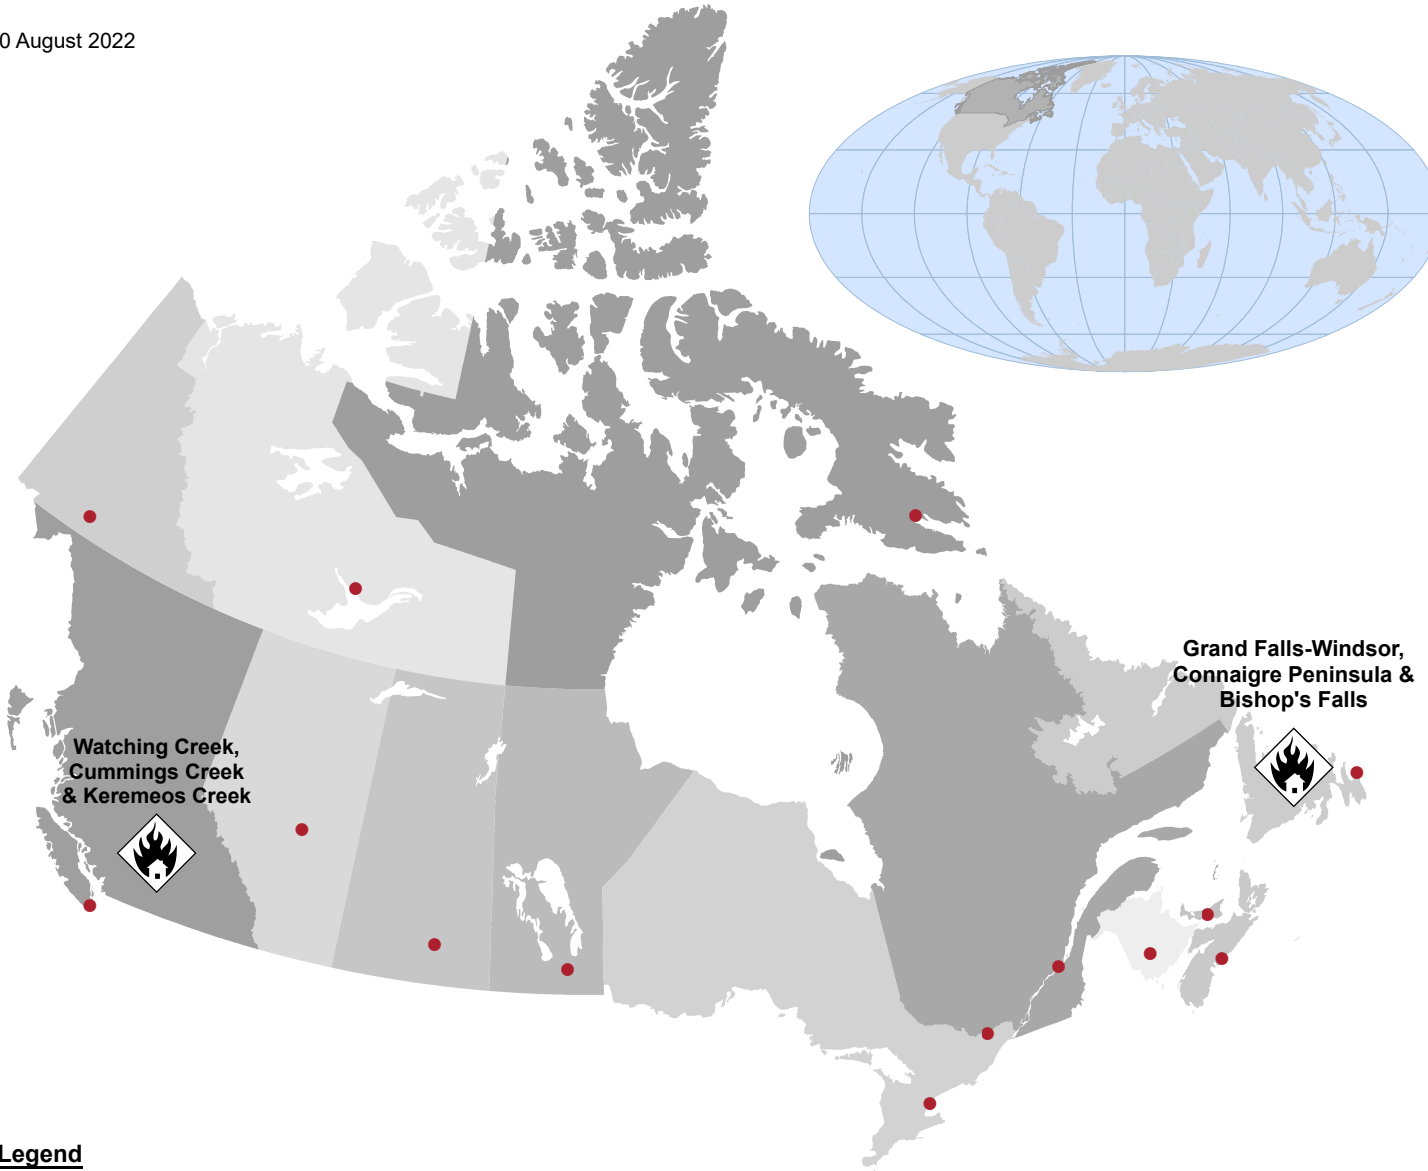 0 August 2022
Grand Falls-Windsor,
Connaigre Peninsula &
Bishop's Falls
Watching Creek,
Cummings Creek
& Keremeos Creek
Legend